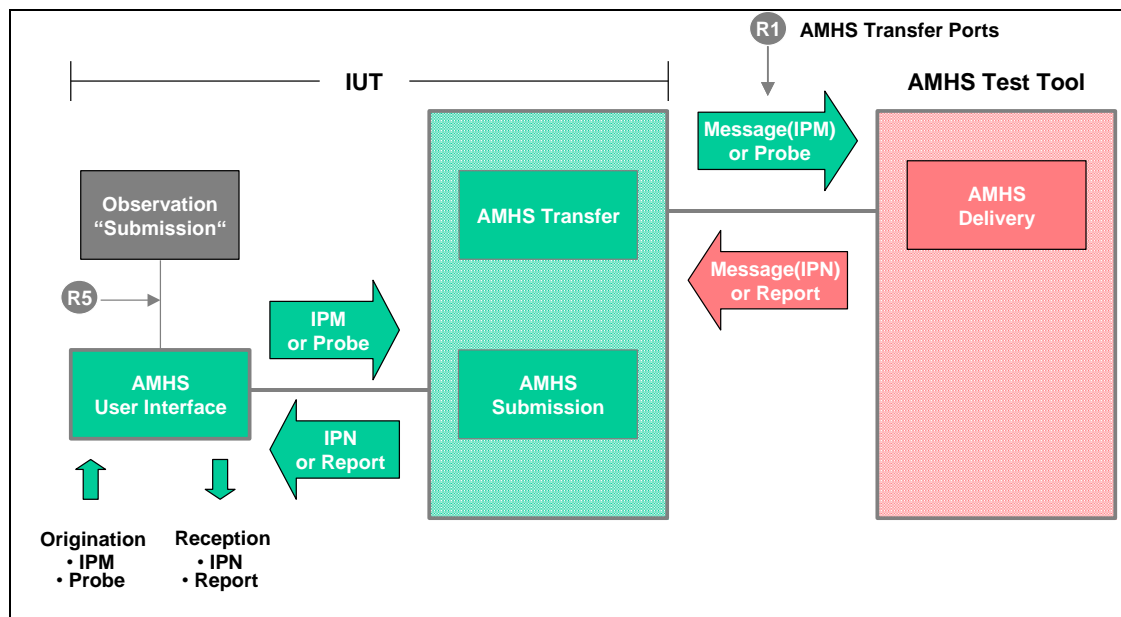 R1
AMHS Transfer Ports
IUT
AMHS Test Tool
Message(IPM)
or Probe
Observation
“Submission“
AMHS Transfer
AMHS
Delivery
Message(IPN)
or Report
R5
IPM
or Probe
AMHS
User Interface
AMHS
Submission
IPN
or Report
Origination
• IPM
• Probe
Reception
• IPN
• Report